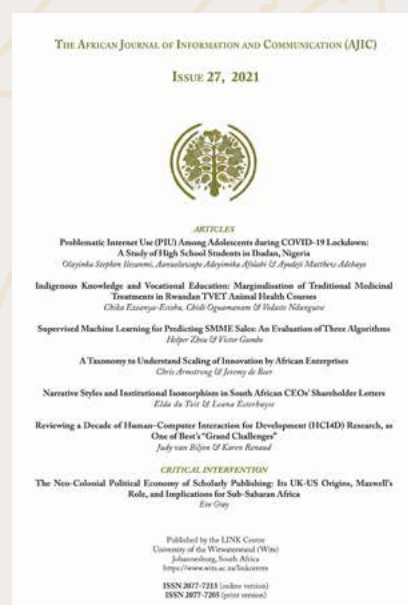 THE AFRICAN JOURNAL OF INFORMATION AND COMMUNICATION (AJIC)
ISSUE 27, 2021
ARTICLES
Problematic Internet Use (PIU) Among Adolescents during COVID-19 Lockdown:
A Study of High School Students in Ibadan, Nigeria
Olayinka Stephen Ilesanmi, Aanuoluwapo Adeyimika Afolabi & Ayodeji Matthew Adebayo
Indigenous Knowledge and Vocational Education: Marginalisation of Traditional Medicinal
Treatments in Rwandan TVET Animal Health Courses
Chika Ezeanya-Esiobu, Chidi Oguamanam & Vedaste Ndungutse
Supervised Machine Learning for Predicting SMME Sales: An Evaluation of Three Algorithms
Helper Zhou & Victor Gumbo
A Taxonomy to Understand Scaling of Innovation by African Enterprises
Chris Armstrong & Jeremy de Beer
Narrative Styles and Institutional Isomorphism in South African CEOs' Shareholder Letters
Elda du Toit & Leana Esterhuyse
Reviewing a Decade of Human–Computer Interaction for Development (HCI4D) Research, as
One of Best's "Grand Challenges"
Judy van Biljon & Karen Renaud
CRITICAL INTERVENTION
The Neo-Colonial Political Economy of Scholarly Publishing: Its UK-US Origins, Maxwell's
Role, and Implications for Sub-Saharan Africa
Eve Gray
Published by the LINK Centre
University of the Witwatersrand (Wits)
Johannesburg, South Africa
https://www.wits.ac.za/linkcentre
ISSN 2077-7213 (online version)
ISSN 2077-7205 (print version)